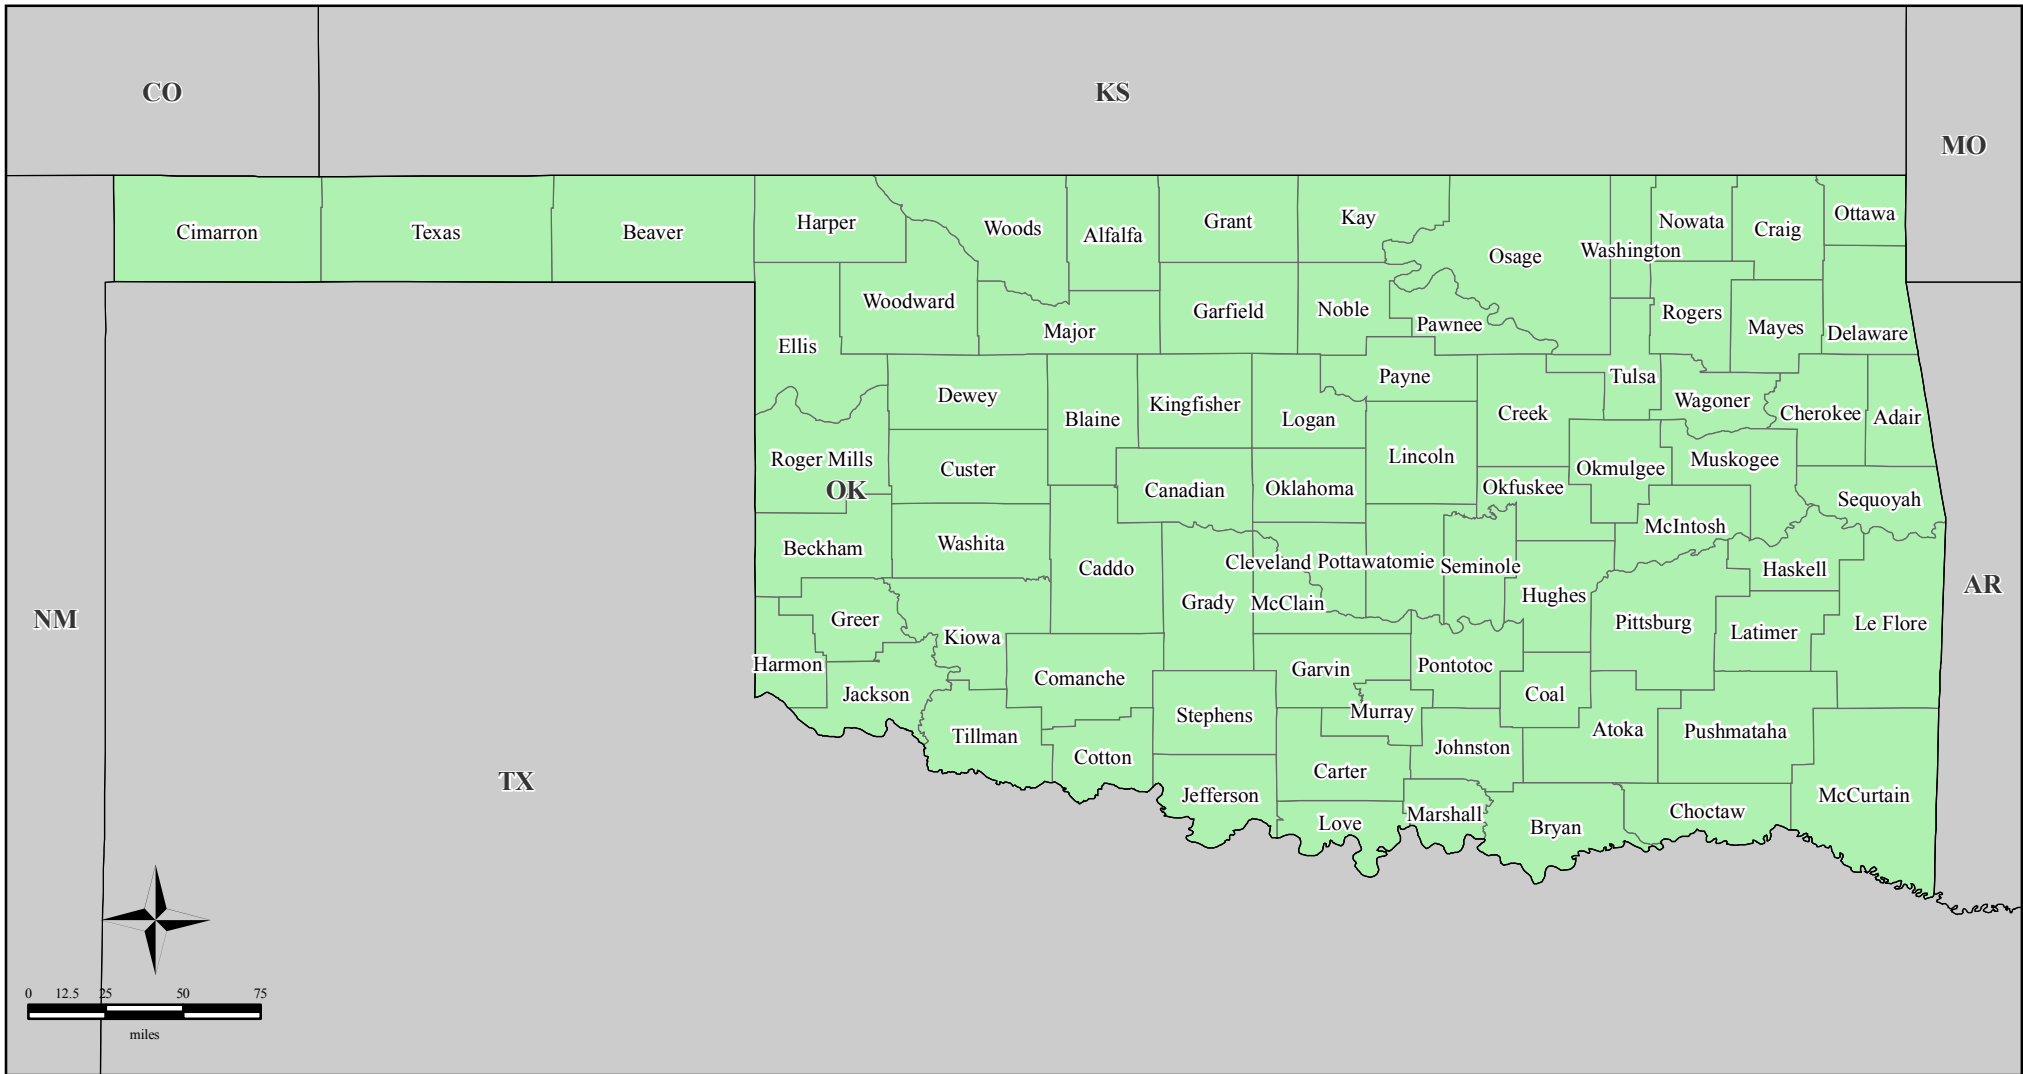 CO
KS
MO
Cimarron
Texas
Beaver
Harper
Woods
Alfalfa
Grant
Kay
Osage
Washington
Nowata
Craig
Ottawa
Woodward
Major
Garfield
Noble
Pawnee
Rogers
Mayes
Delaware
Ellis
Dewey
Blaine
Kingfisher
Logan
Payne
Creek
Tulsa
Wagoner
Cherokee
Adair
Roger Mills
OK
Custer
Canadian
Oklahoma
Lincoln
Okfuskee
Okmulgee
Muskogee
Sequoyah
Beckham
Washita
Caddo
Cleveland
Pottawatomie
Seminole
McIntosh
Haskell
AR
NM
Greer
Kiowa
Grady
McClain
Hughes
Pittsburg
Latimer
Le Flore
Harmon
Jackson
Comanche
Garvin
Pontotoc
Coal
Tillman
Stephens
Murray
Johnston
Atoka
Pushmataha
TX
Cotton
Carter
Jefferson
Love
Marshall
Bryan
Choctaw
McCurtain
0 12.5 25 50 75
miles